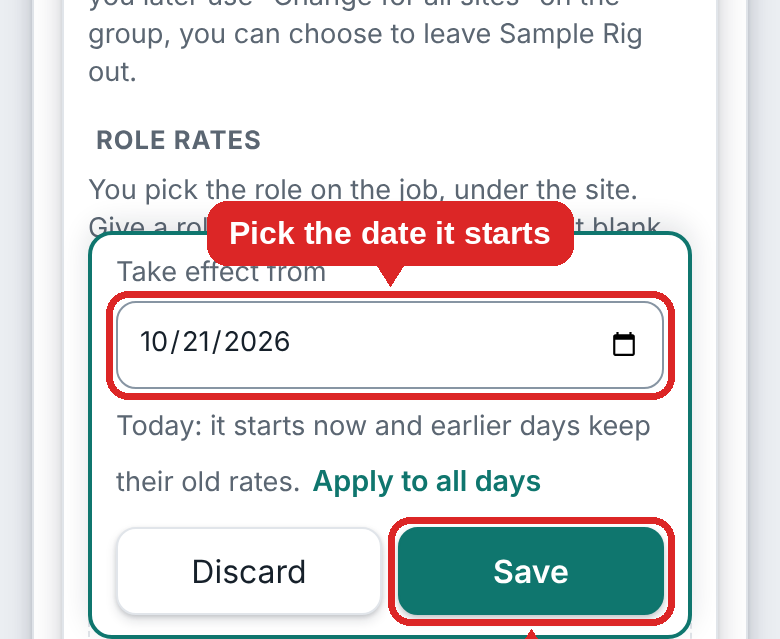 group, you can choose to leave Sample Rig
out.
ROLE RATES
You pick the role on the job, under the site.
Give a
Pick the date it starts
blank
Take effect from
10/21/2026
Today: it starts now and earlier days keep
their old rates. Apply to all days
Discard
Save